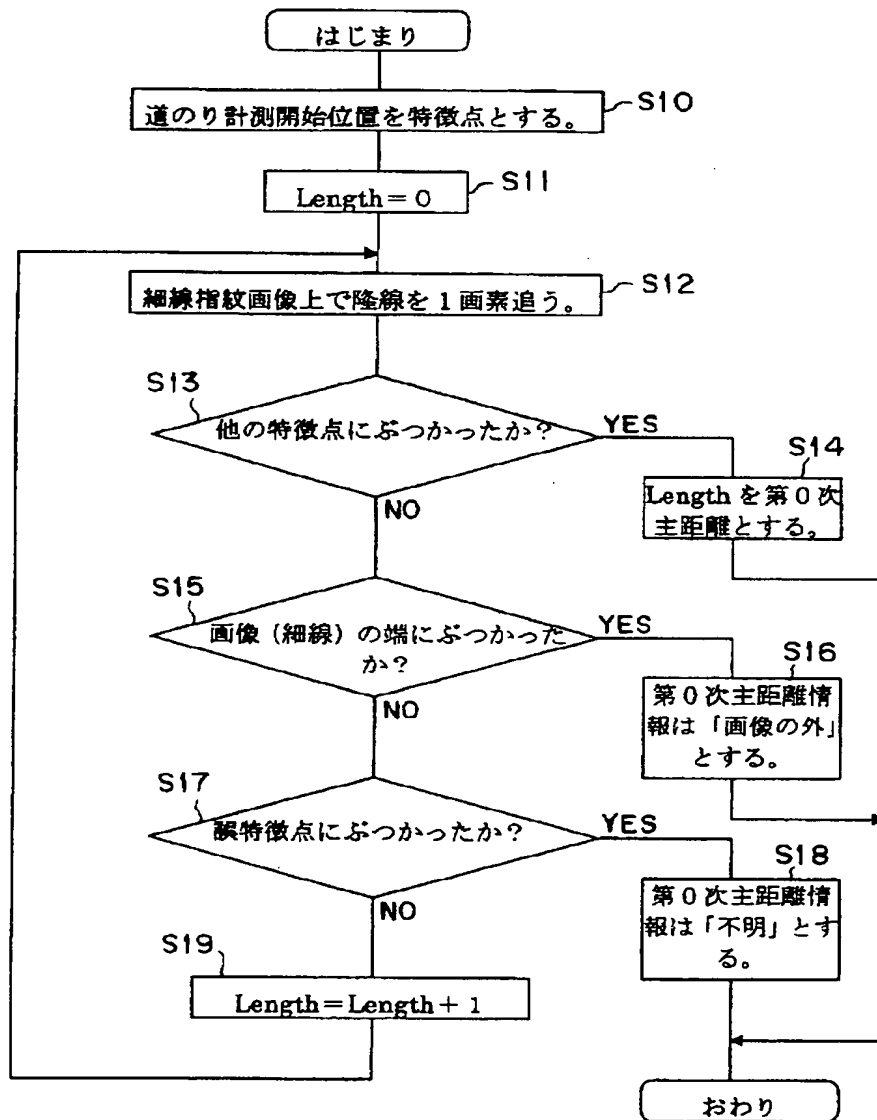 はじまり
道のり計測開始位置を特徴点とする。
S10
Length=0
S11
細線指紋画像上で隆線を1画素追う。
S12
S13
他の特徴点にぶつかったか?
YES
NO
S14
Lengthを第0次
主距離とする。
S15
画像(細線)の端にぶつかった
か?
YES
NO
S16
第0次主距離情
報は「画像の外」
とする。
S17
誤特徴点にぶつかったか?
YES
NO
S18
第0次主距離情
報は「不明」とす
る。
S19
Length=Length+1
おわり